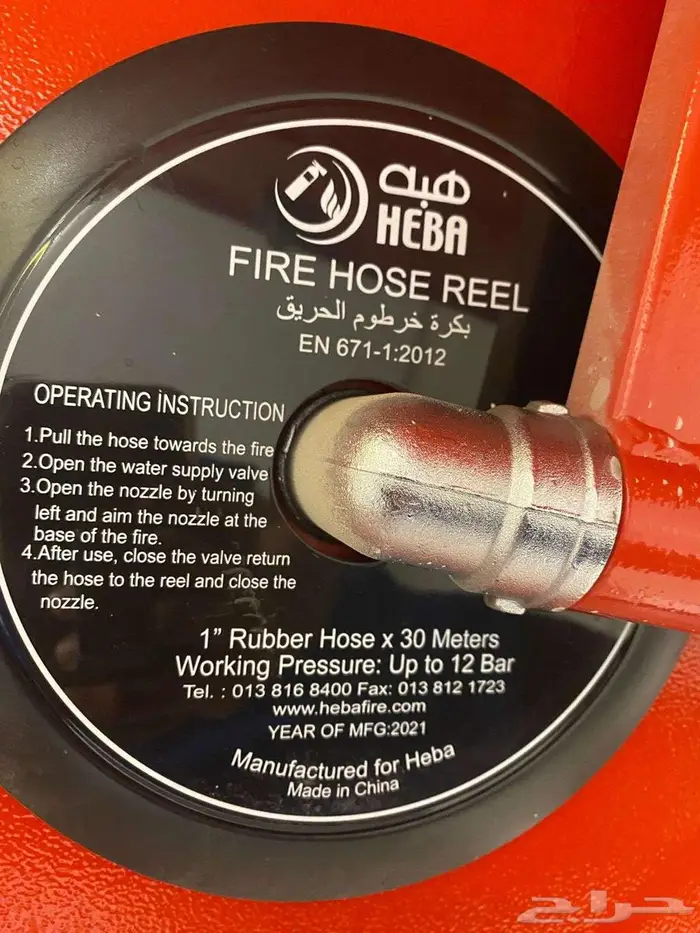 هبه
HEBA
FIRE HOSE REEL
بكرة خرطوم الحريق
EN 671-1:2012
OPERATING İNSTRUCTION
1.Pull the hose towards the fire
2.Open the water supply valve
3.Open the nozzle by turning
left and aim the nozzle at the
base of the fire.
4.After use, close the valve return
the hose to the reel and close the
nozzle.
1” Rubber Hose x 30 Meters
Working Pressure: Up to 12 Bar
Tel. : 013 816 8400 Fax: 013 812 1723
www.hebafire.com
YEAR OF MFG:2021
Manufactured for Heba
Made in China
حراج